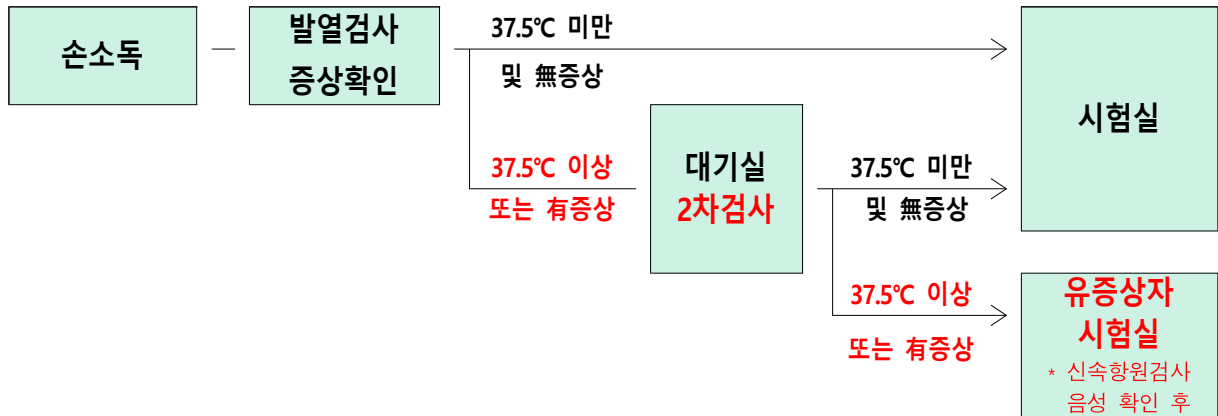 손소독
발열검사
증상확인
37.5℃ 미만
및 無증상
37.5℃ 이상
또는 有증상
대기실
2차검사
37.5℃ 미만
및 無증상
37.5℃ 이상
또는 有증상
시험실
유증상자
시험실
* 신속항원검사
음성 확인 후